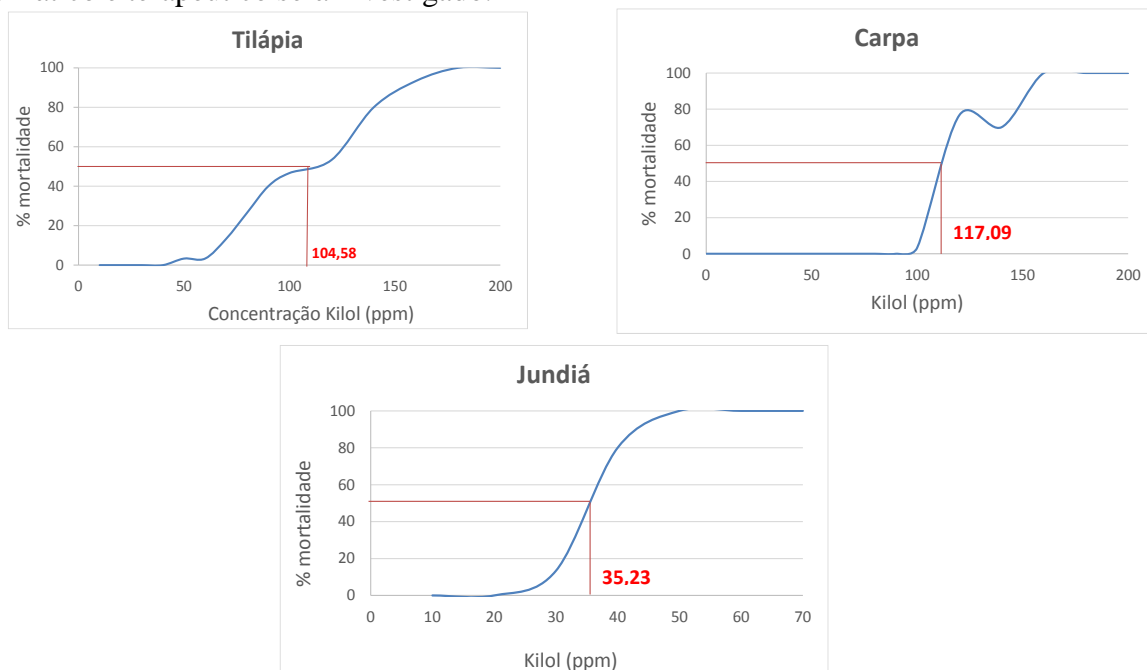 Tilápia
100
80
60
40
20
0
% mortalidade
104,58
0 50 100 150 200
Concentração Kilol (ppm)
Carpa
100
80
60
40
20
0
% mortalidade
117,09
0 50 100 150 200
Kilol (ppm)
Jundiá
100
80
60
40
20
0
% mortalidade
35,23
0 10 20 30 40 50 60 70
Kilol (ppm)